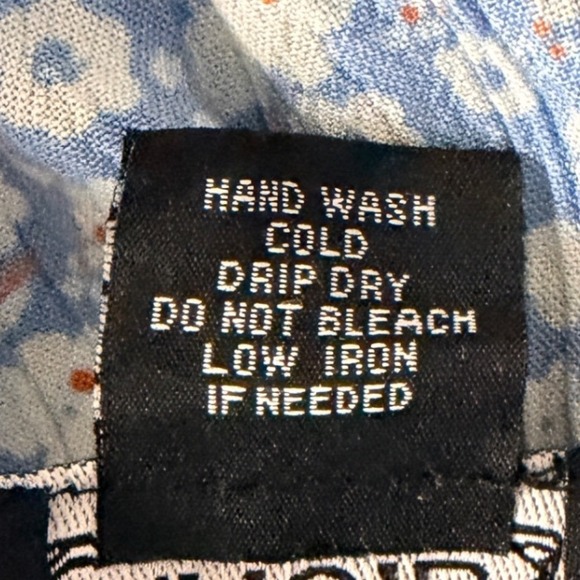 HAND WASH
COLD
DRIP DRY
DO NOT BLEACH
LOW IRON
IF NEEDED